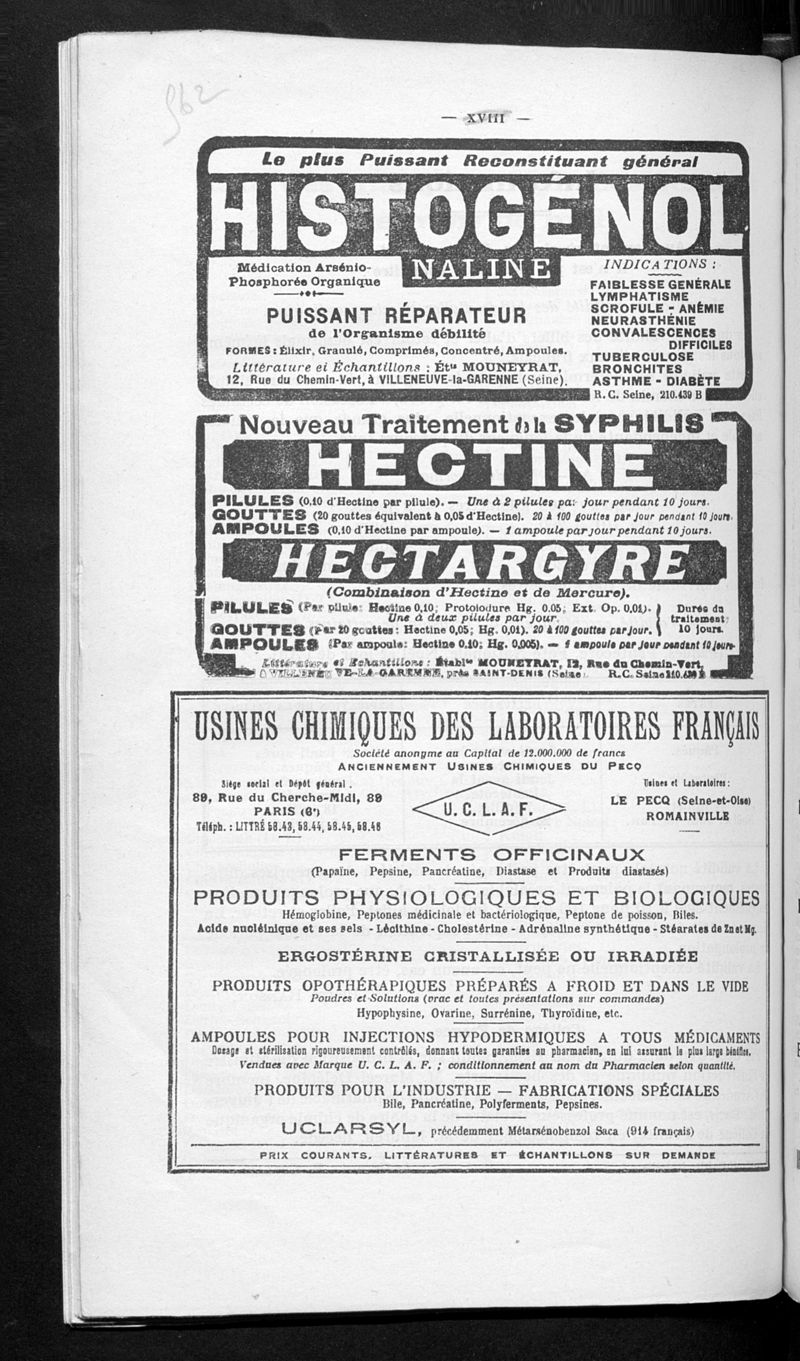 962
— XVIII —
Le plus Puissant Reconstituant général
HISTOGÉNOL
NALINE
Médication Arsénio-
Phosphorée Organique
PUISSANT RÉPARATEUR
de l'Organisme débilité
FORMES : Élixir, Granulé, Comprimés, Concentré, Ampoules.
Littérature et Échantillons : Éts MOUNEYRAT,
12, Rue du Chemin-Vert, à VILLENEUVE-la-GARENNE (Seine).
INDICATIONS :
FAIBLESSE GENÉRALE
LYMPHATISME
SCROFULE - ANÉMIE
NEURASTHÉNIE
CONVALESCENCES
DIFFICILES
TUBERCULOSE
BRONCHITES
ASTHME - DIABÈTE
R. C. Seine, 210.439 B
Nouveau Traitement de la SYPHILIS
HECTINE
PILULES (0,10 d'Hectine par pilule). — Une à 2 pilules par jour pendant 10 jours.
GOUTTES (20 gouttes équivalent à 0,05 d'Hectine). 20 à 100 gouttes par jour pendant 10 jours.
AMPOULES (0,10 d'Hectine par ampoule). — 1 ampoule par jour pendant 10 jours.
HECTARGYRE
(Combinaison d'Hectine et de Mercure).
PILULES (Par pilule: Hectine 0,10; Protoiodure Hg. 0.05; Ext. Op. 0,01).
Une à deux pilules par jour.
GOUTTES (Par 20 gouttes : Hectine 0,05; Hg. 0,01). 20 à 100 gouttes par jour.
AMPOULES (Par ampoule: Hectine 0.10; Hg. 0,005). — 1 ampoule par jour pendant 10 jours.
Durée du
traitement:
10 jours.
Littérature et Echantillons : Établts MOUNEYRAT, 12, Rue du Chemin-Vert,
à VILLENEUVE-LA-GARENNE, près SAINT-DENIS (Seine). R.C. Seine 210.439 B
USINES CHIMIQUES DES LABORATOIRES FRANÇAIS
Société anonyme au Capital de 12.000.000 de francs
ANCIENNEMENT USINES CHIMIQUES DU PECQ
Siège social et Dépôt général :
89, Rue du Cherche-Midi, 89
PARIS (6e)
Téléph. : LITTRÉ 58.43, 58.44, 58.45, 58.46
U. C. L. A. F.
Usines et Laboratoires :
LE PECQ (Seine-et-Oise)
ROMAINVILLE
FERMENTS OFFICINAUX
(Papaïne, Pepsine, Pancréatine, Diastase et Produits diastasés)
PRODUITS PHYSIOLOGIQUES ET BIOLOGIQUES
Hémoglobine, Peptones médicinale et bactériologique, Peptone de poisson, Biles.
Acide nucléinique et ses sels - Lécithine - Cholestérine - Adrénaline synthétique - Stéarates de Zn et Mg.
ERGOSTÉRINE CRISTALLISÉE OU IRRADIÉE
PRODUITS OPOTHÉRAPIQUES PRÉPARÉS A FROID ET DANS LE VIDE
Poudres et Solutions (vrac et toutes présentations sur commandes)
Hypophysine, Ovarine, Surrénine, Thyroïdine, etc.
AMPOULES POUR INJECTIONS HYPODERMIQUES A TOUS MÉDICAMENTS
Dosage et stérilisation rigoureusement contrôlés, donnant toutes garanties au pharmacien, en lui assurant le plus large bénéfice.
Vendues avec Marque U. C. L. A. F. ; conditionnement au nom du Pharmacien selon quantité.
PRODUITS POUR L'INDUSTRIE — FABRICATIONS SPÉCIALES
Bile, Pancréatine, Polyferments, Pepsines.
UCLARSYL, précédemment Métarsénobenzol Saca (914 français)
PRIX COURANTS, LITTÉRATURES ET ÉCHANTILLONS SUR DEMANDE